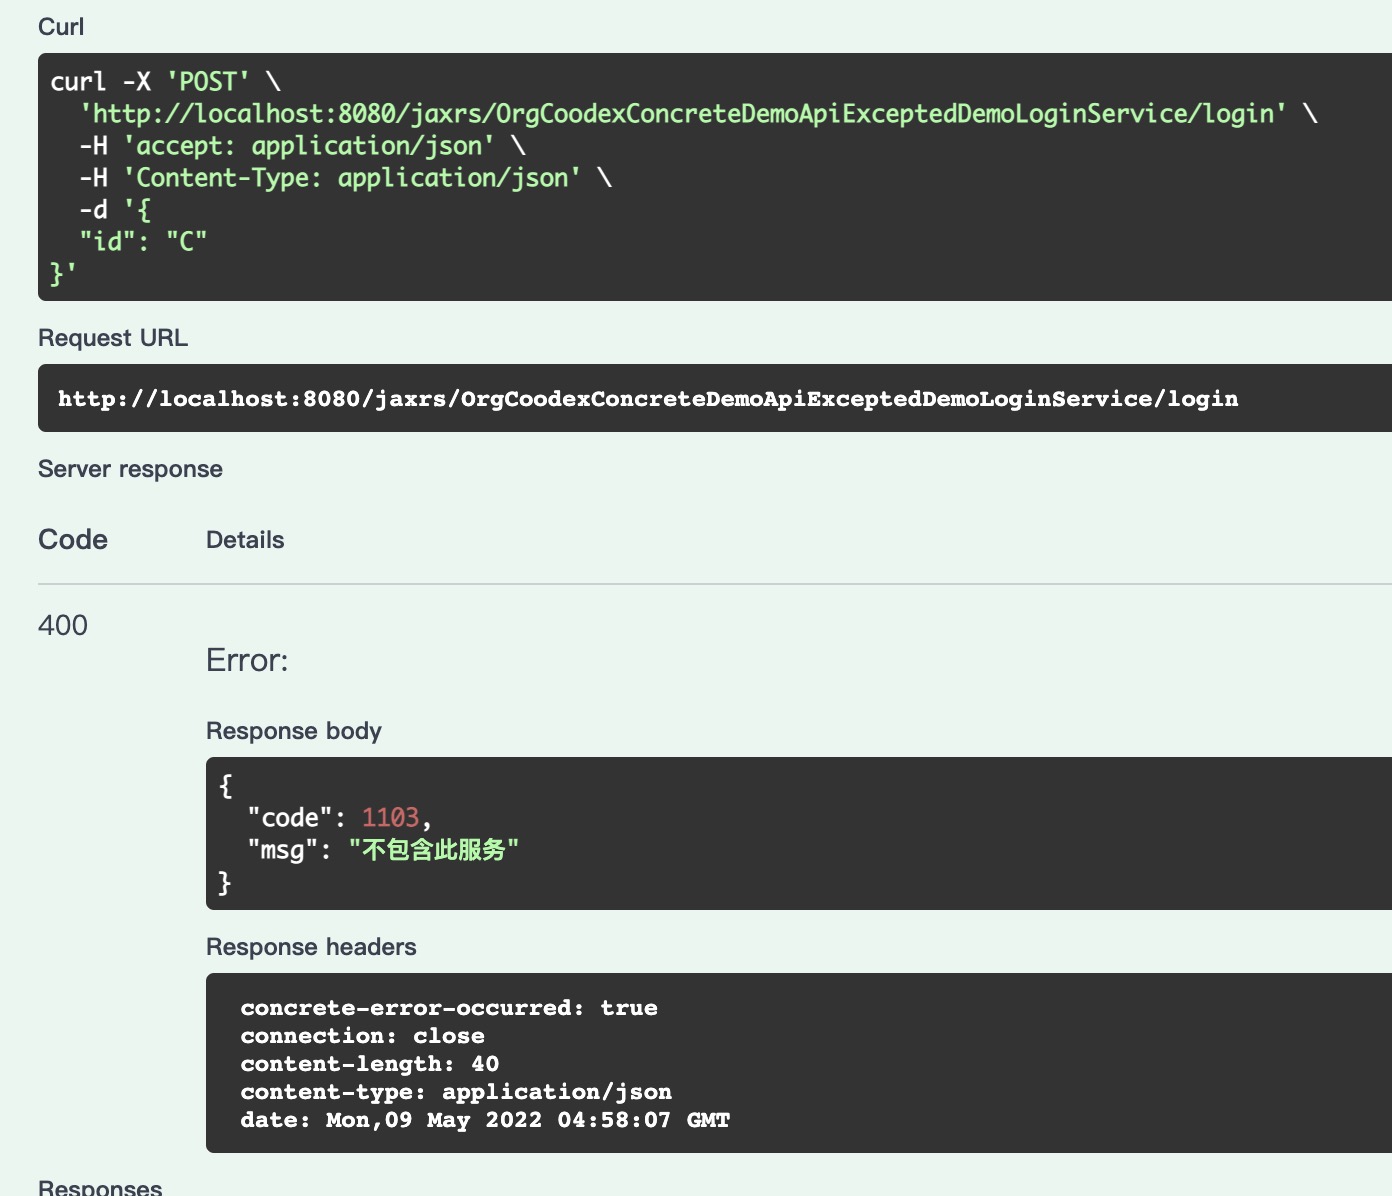 Curl
curl -X 'POST' \
  'http://localhost:8080/jaxrs/OrgCoodexConcreteDemoApiExceptedDemoLoginService/login' \
  -H 'accept: application/json' \
  -H 'Content-Type: application/json' \
  -d '{
  "id": "C"
}'
Request URL
http://localhost:8080/jaxrs/OrgCoodexConcreteDemoApiExceptedDemoLoginService/login
Server response
Code Details
400
Error:
Response body
{
  "code": 1103,
  "msg": "不包含此服务"
}
Response headers
concrete-error-occurred: true
connection: close
content-length: 40
content-type: application/json
date: Mon,09 May 2022 04:58:07 GMT
Responses